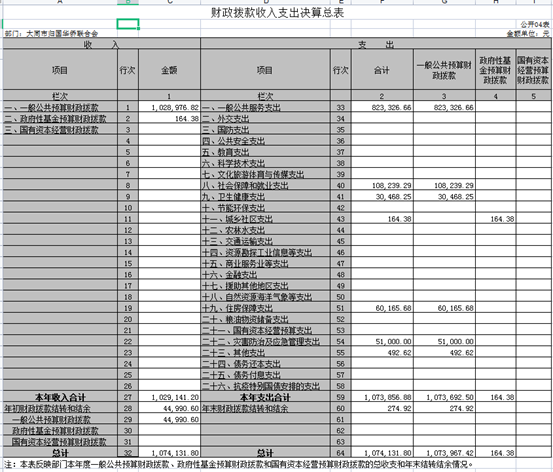 A B C D E F G H I
财政拨款收入支出决算总表
公开04表
部门：大同市归国华侨联合会 金额单位：元
收 入 支 出
项目 行次 金额 项目 行次 合计 一般公共预算财政拨款 政府性基金预算财政拨款 国有资本经营预算财政拨款
栏次 1 栏次 2 3 4 5
一、一般公共预算财政拨款 1 1,028,976.82 一、一般公共服务支出 33 823,326.66 823,326.66
二、政府性基金预算财政拨款 2 164.38 二、外交支出 34
三、国有资本经营财政拨款 3 三、国防支出 35
4 四、公共安全支出 36
5 五、教育支出 37
6 六、科学技术支出 38
7 七、文化旅游体育与传媒支出 39
8 八、社会保障和就业支出 40 108,239.29 108,239.29
9 九、卫生健康支出 41 30,468.25 30,468.25
10 十、节能环保支出 42
11 十一、城乡社区支出 43 164.38 164.38
12 十二、农林水支出 44
13 十三、交通运输支出 45
14 十四、资源勘探工业信息等支出 46
15 十五、商业服务业等支出 47
16 十六、金融支出 48
17 十七、援助其他地区支出 49
18 十八、自然资源海洋气象等支出 50
19 十九、住房保障支出 51 60,165.68 60,165.68
20 二十、粮油物资储备支出 52
21 二十一、国有资本经营预算支出 53
22 二十二、灾害防治及应急管理支出 54 51,000.00 51,000.00
23 二十三、其他支出 55 492.62 492.62
24 二十四、债务还本支出 56
25 二十五、债务付息支出 57
26 二十六、抗疫特别国债安排的支出 58
本年收入合计 27 1,029,141.20 本年支出合计 59 1,073,856.88 1,073,692.50 164.38
年初财政拨款结转和结余 28 44,990.60 年末财政拨款结转和结余 60 274.92 274.92
一般公共预算财政拨款 29 44,990.60 61
政府性基金预算财政拨款 30 62
国有资本经营预算财政拨款 31 63
总计 32 1,074,131.80 总计 64 1,074,131.80 1,073,967.42 164.38
注：本表反映部门本年度一般公共预算财政拨款、政府性基金预算财政拨款和国有资本经营预算财政拨款的总收支和年末结转结余情况。